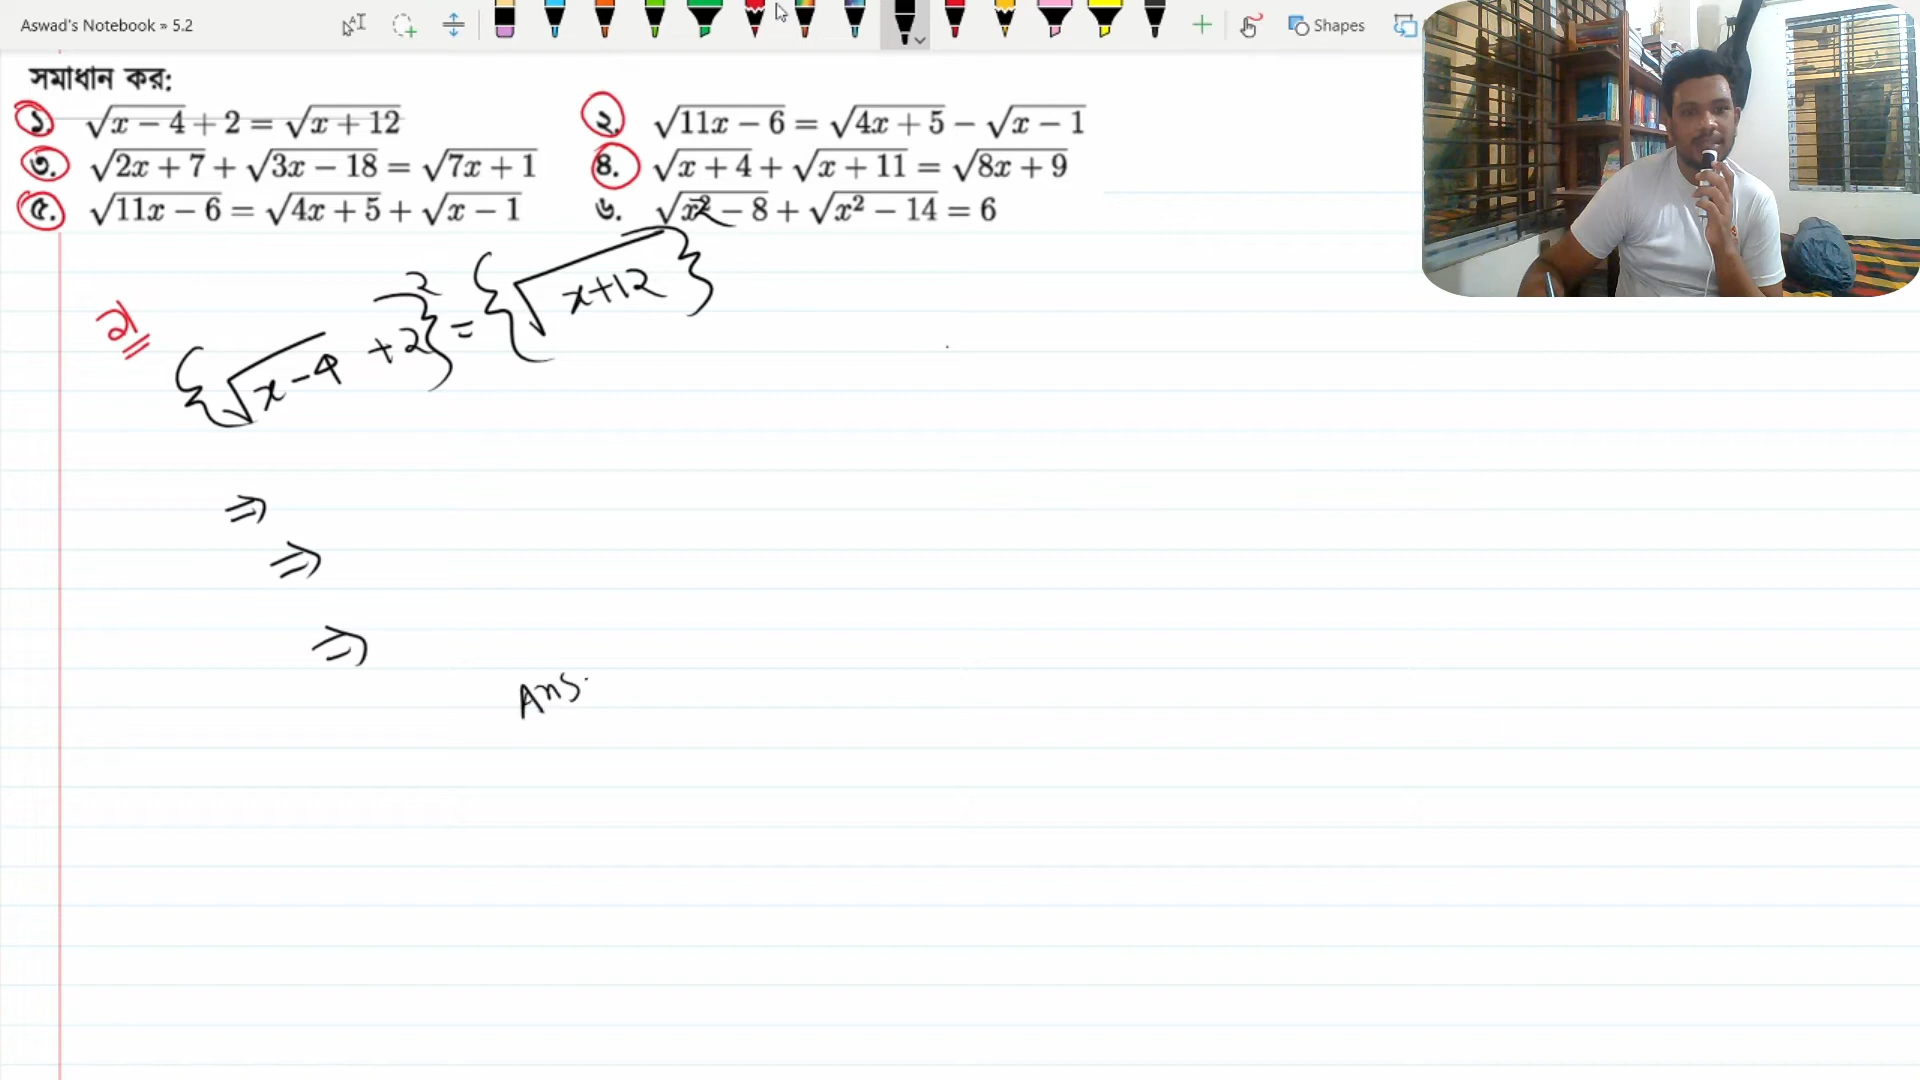 Aswad's Notebook » 5.2
Shapes
সমাধান কর:
১. √(x − 4) + 2 = √(x + 12)
২. √(11x − 6) = √(4x + 5) − √(x − 1)
৩. √(2x + 7) + √(3x − 18) = √(7x + 1)
৪. √(x + 4) + √(x + 11) = √(8x + 9)
৫. √(11x − 6) = √(4x + 5) + √(x − 1)
৬. √(x² − 8) + √(x² − 14) = 6
{√(x−4) +2}² = {√(x+12)}²
⇒
⇒
⇒
Ans.